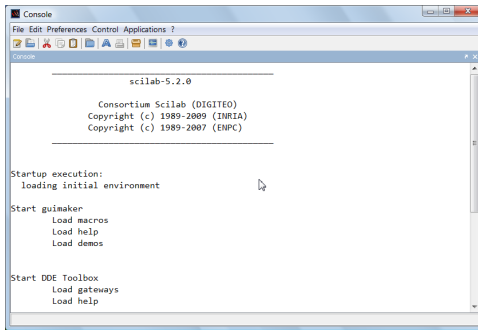 Console
File Edit Preferences Control Applications ?
Console
scilab-5.2.0
Consortium Scilab (DIGITEO)
Copyright (c) 1989-2009 (INRIA)
Copyright (c) 1989-2007 (ENPC)
Startup execution:
loading initial environment
Start guimaker
Load macros
Load help
Load demos
Start DDE Toolbox
Load gateways
Load help